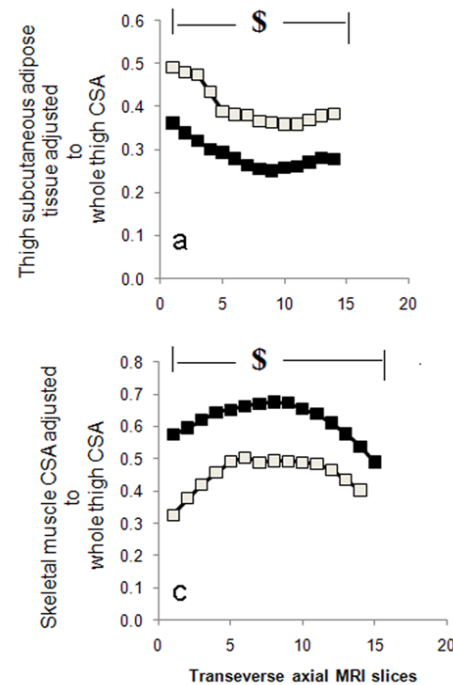 Thigh subcutaneous adipose
tissue adjusted
to
whole thigh CSA
0.6
0.5
0.4
0.3
0.2
0.1
0.0
$
a
0 5 10 15 20
Skeletal muscle CSA adjusted
to
whole thigh CSA
0.8
0.7
0.6
0.5
0.4
0.3
0.2
0.1
0.0
$
c
0 5 10 15 20
Transeverse axial MRI slices